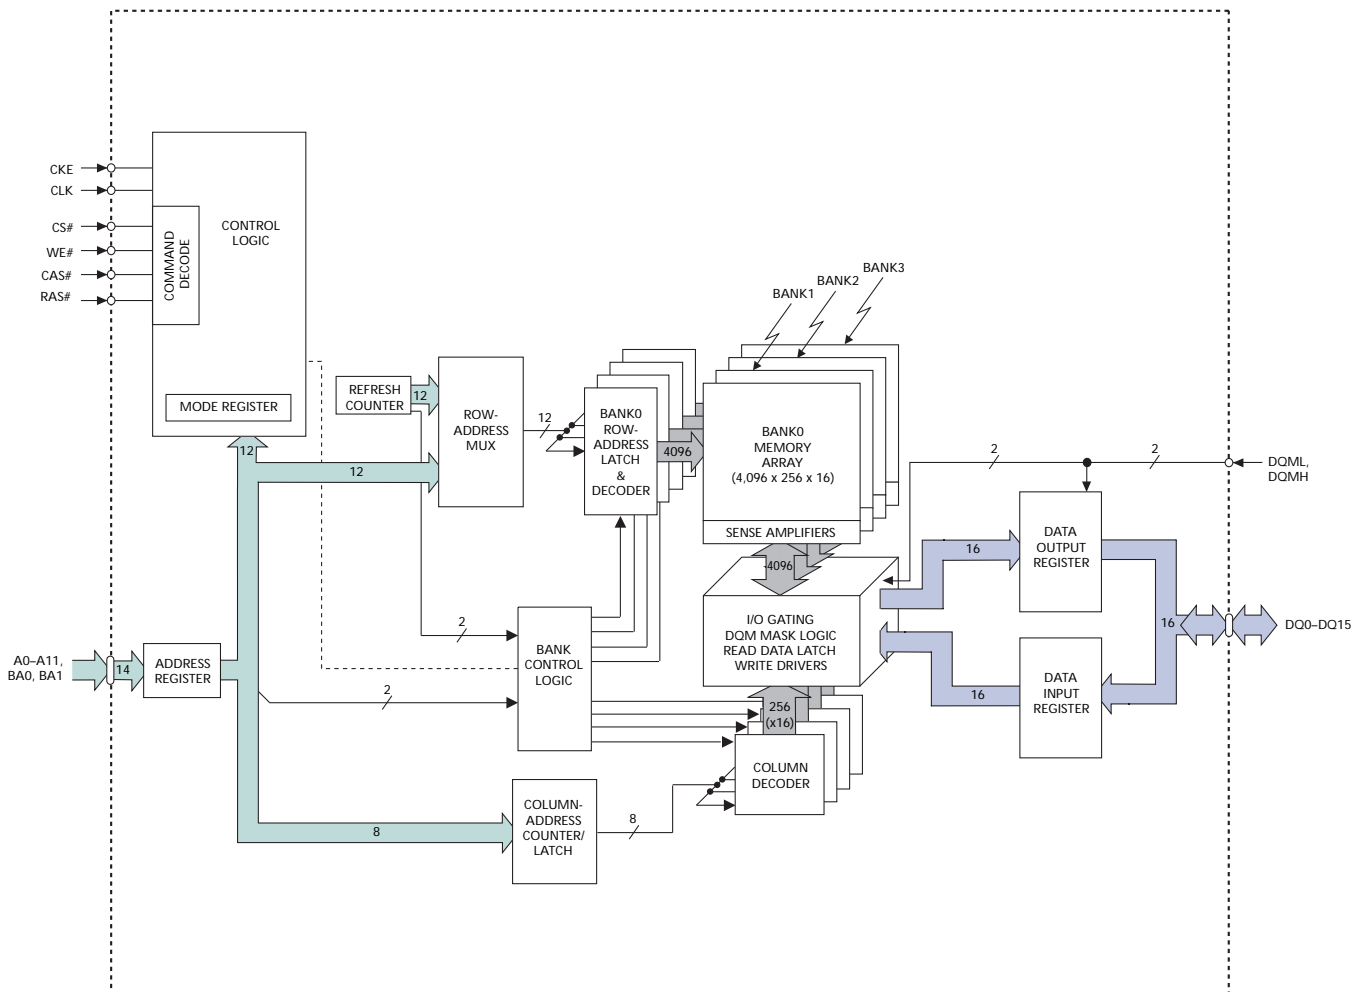 CKE
CLK
CS#
WE#
CAS#
RAS#
COMMAND
DECODE
CONTROL
LOGIC
MODE REGISTER
12
REFRESH
COUNTER
12
12
ROW-
ADDRESS
MUX
12
BANK0
ROW-
ADDRESS
LATCH
&
DECODER
4096
BANK1
BANK2
BANK3
BANK0
MEMORY
ARRAY
(4,096 x 256 x 16)
SENSE AMPLIFIERS
4096
I/O GATING
DQM MASK LOGIC
READ DATA LATCH
WRITE DRIVERS
256
(x16)
COLUMN
DECODER
2
2
DQML,
DQMH
DATA
OUTPUT
REGISTER
16
16
DQ0–DQ15
DATA
INPUT
REGISTER
16
A0–A11,
BA0, BA1
14
ADDRESS
REGISTER
2
2
BANK
CONTROL
LOGIC
8
COLUMN-
ADDRESS
COUNTER/
LATCH
8